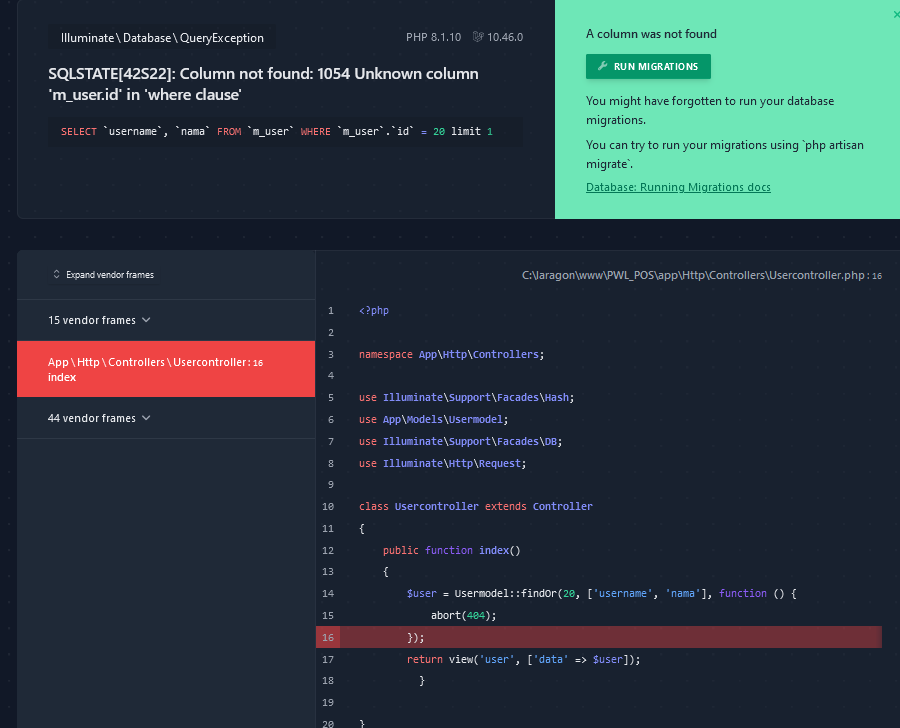 Illuminate\Database\QueryException
PHP 8.1.10
10.46.0
SQLSTATE[42S22]: Column not found: 1054 Unknown column
'm_user.id' in 'where clause'
SELECT `username`, `nama` FROM `m_user` WHERE `m_user`.`id` = 20 limit 1
×
A column was not found
RUN MIGRATIONS
You might have forgotten to run your database
migrations.
You can try to run your migrations using `php artisan
migrate`.
Database: Running Migrations docs
Expand vendor frames
15 vendor frames
App\Http\Controllers\Usercontroller:16
index
44 vendor frames
C:\laragon\www\PWL_POS\app\Http\Controllers\Usercontroller.php:16
1 <?php
2
3 namespace App\Http\Controllers;
4
5 use Illuminate\Support\Facades\Hash;
6 use App\Models\Usermodel;
7 use Illuminate\Support\Facades\DB;
8 use Illuminate\Http\Request;
9
10 class Usercontroller extends Controller
11 {
12 public function index()
13 {
14 $user = Usermodel::findOr(20, ['username', 'nama'], function () {
15 abort(404);
16 });
17 return view('user', ['data' => $user]);
18 }
19
20 }